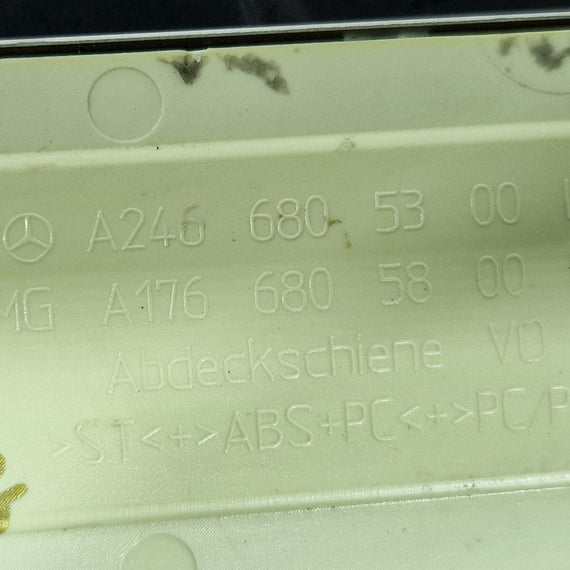 A246 680 53 00
MG A176 680 58 00
Abdeckschiene VO
>ST<+>ABS+PC<+>PC/P